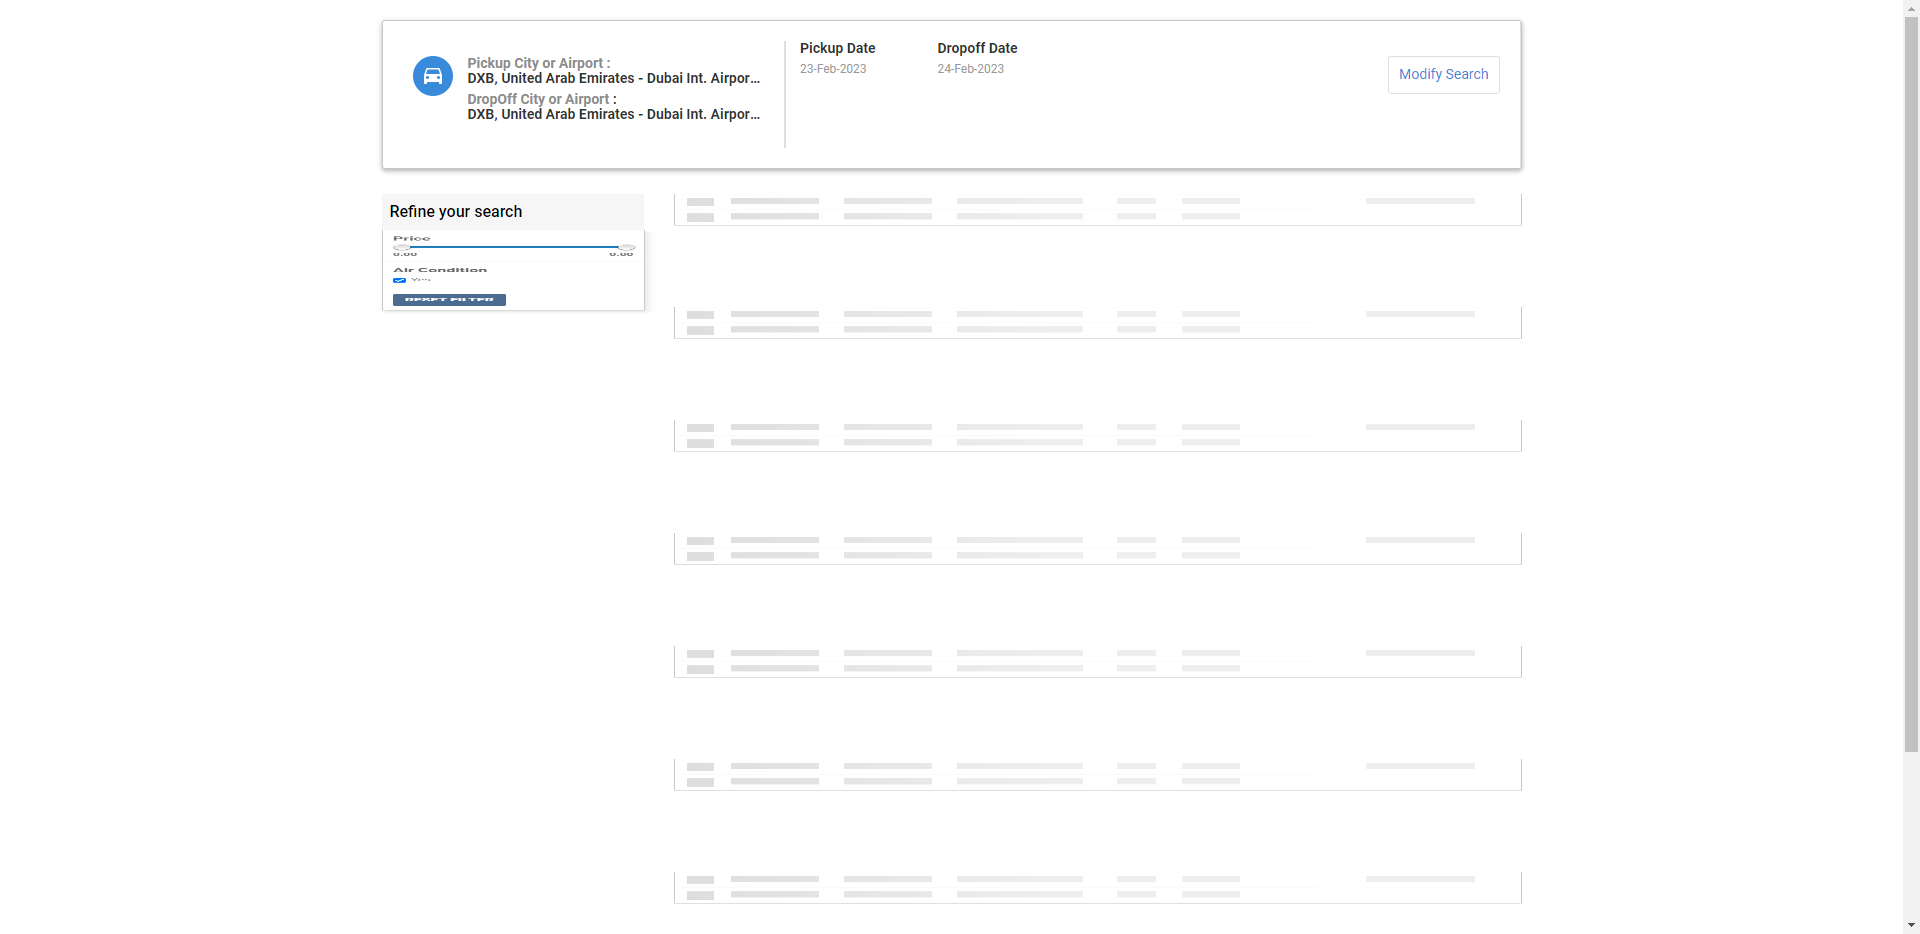 Pickup City or Airport :
DXB, United Arab Emirates - Dubai Int. Airpor...
DropOff City or Airport :
DXB, United Arab Emirates - Dubai Int. Airpor...
Pickup Date
23-Feb-2023
Dropoff Date
24-Feb-2023
Modify Search
Refine your search
Price
0.00 0.00
Air Condition
Yes
RESET FILTER